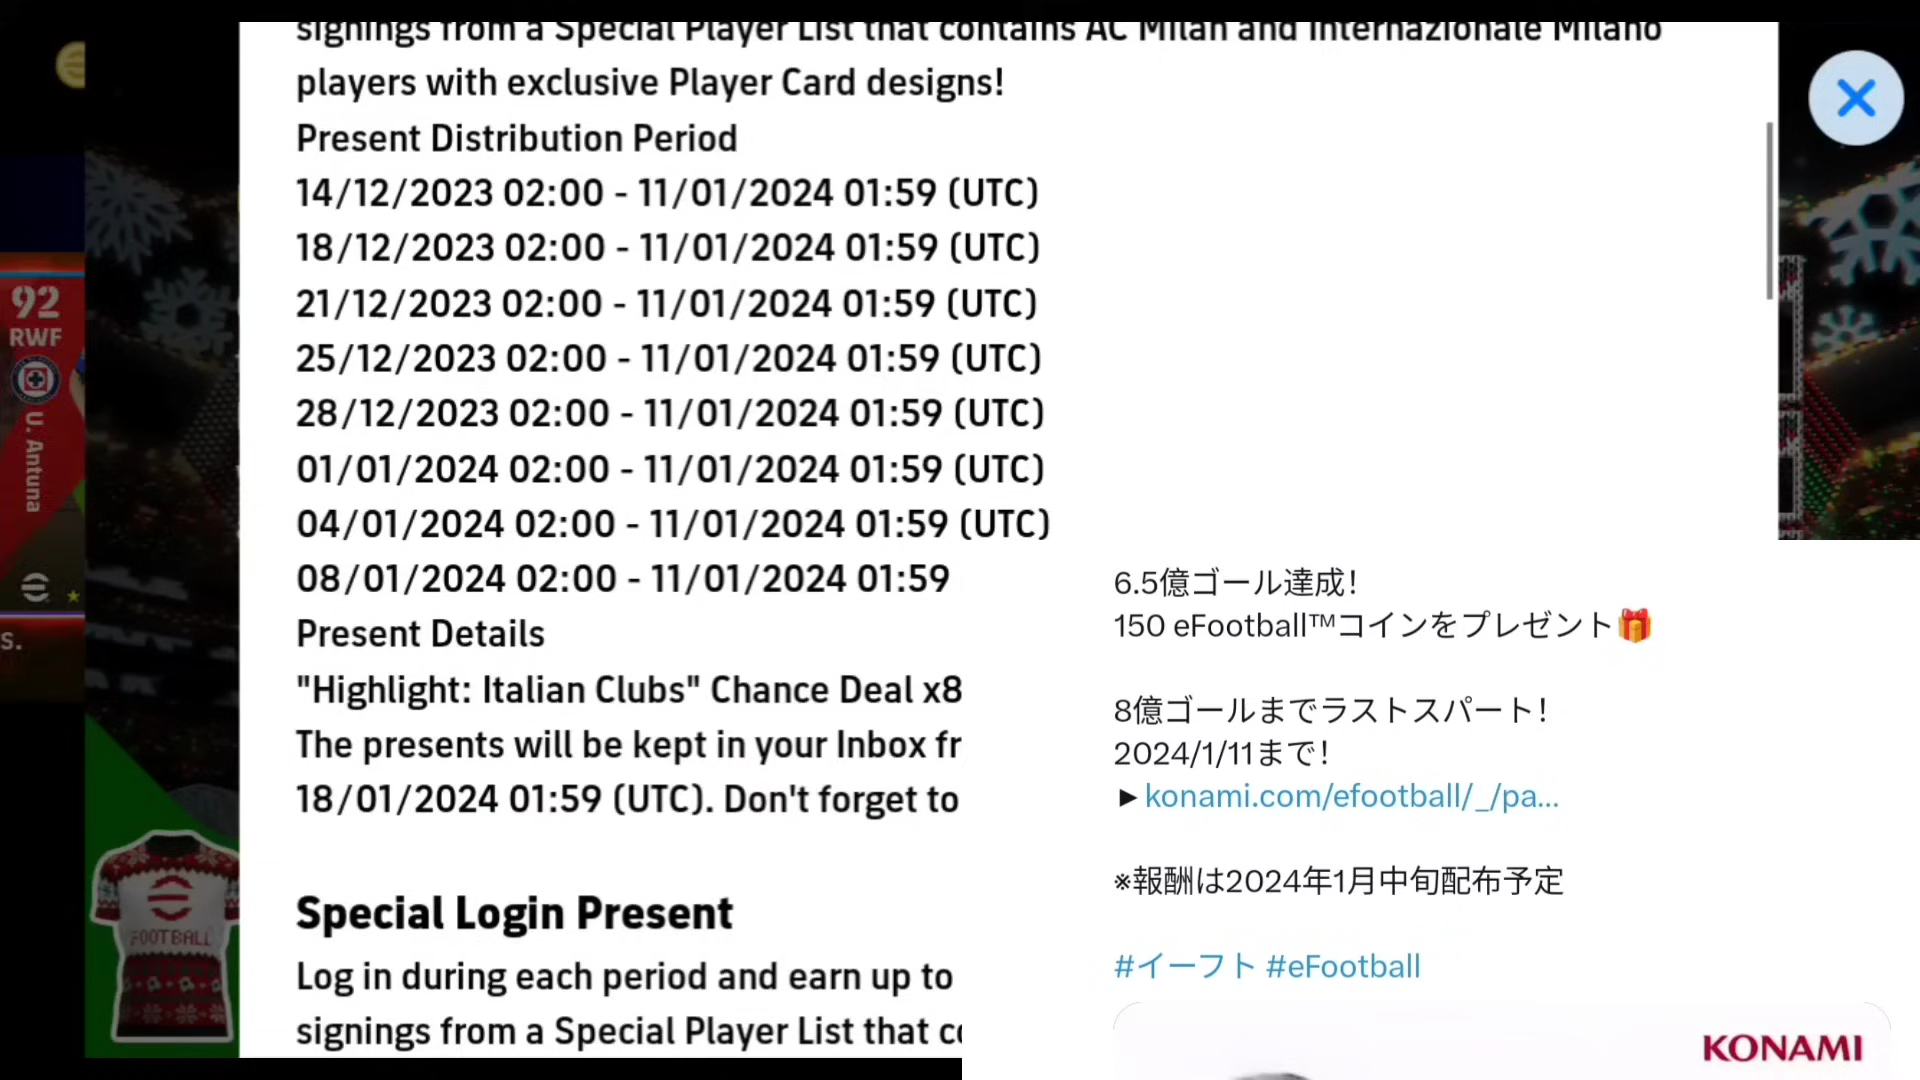 signings from a Special Player List that contains AC Milan and Internazionale Milano
players with exclusive Player Card designs!
Present Distribution Period
14/12/2023 02:00 - 11/01/2024 01:59 (UTC)
18/12/2023 02:00 - 11/01/2024 01:59 (UTC)
21/12/2023 02:00 - 11/01/2024 01:59 (UTC)
25/12/2023 02:00 - 11/01/2024 01:59 (UTC)
28/12/2023 02:00 - 11/01/2024 01:59 (UTC)
01/01/2024 02:00 - 11/01/2024 01:59 (UTC)
04/01/2024 02:00 - 11/01/2024 01:59 (UTC)
08/01/2024 02:00 - 11/01/2024 01:59
Present Details
"Highlight: Italian Clubs" Chance Deal x8
The presents will be kept in your Inbox fr
18/01/2024 01:59 (UTC). Don't forget to
Special Login Present
Log in during each period and earn up to
signings from a Special Player List that co
92
RWF
U. Antuna
s.
FOOTBALL
6.5億ゴール達成！
150 eFootball™コインをプレゼント🎁
8億ゴールまでラストスパート！
2024/1/11まで！
►konami.com/efootball/_/pa...
※報酬は2024年1月中旬配布予定
#イーフト #eFootball
KONAMI